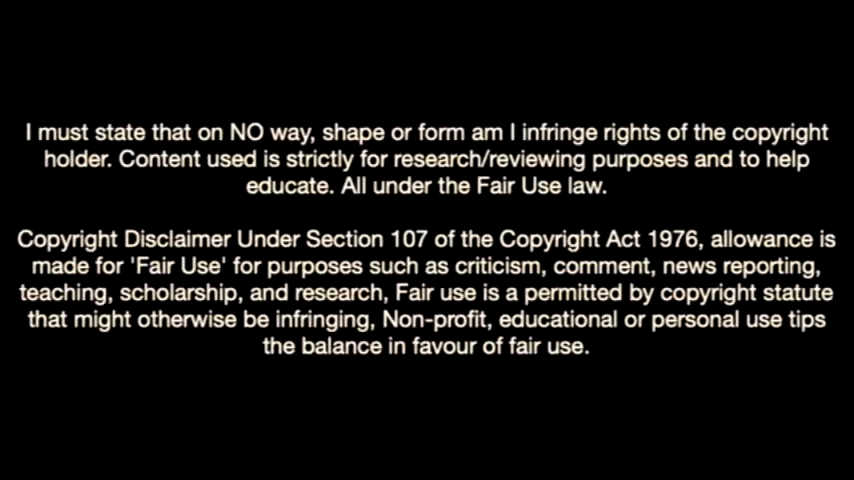 I must state that on NO way, shape or form am I infringe rights of the copyright
holder. Content used is strictly for research/reviewing purposes and to help
educate. All under the Fair Use law.
Copyright Disclaimer Under Section 107 of the Copyright Act 1976, allowance is
made for 'Fair Use' for purposes such as criticism, comment, news reporting,
teaching, scholarship, and research, Fair use is a permitted by copyright statute
that might otherwise be infringing, Non-profit, educational or personal use tips
the balance in favour of fair use.